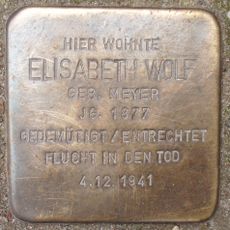 HIER WOHNTE
ELISABETH WOLF
GEB. MEYER
JG. 1877
GEDEMÜTIGT / ENTRECHTET
FLUCHT IN DEN TOD
4.12.1941